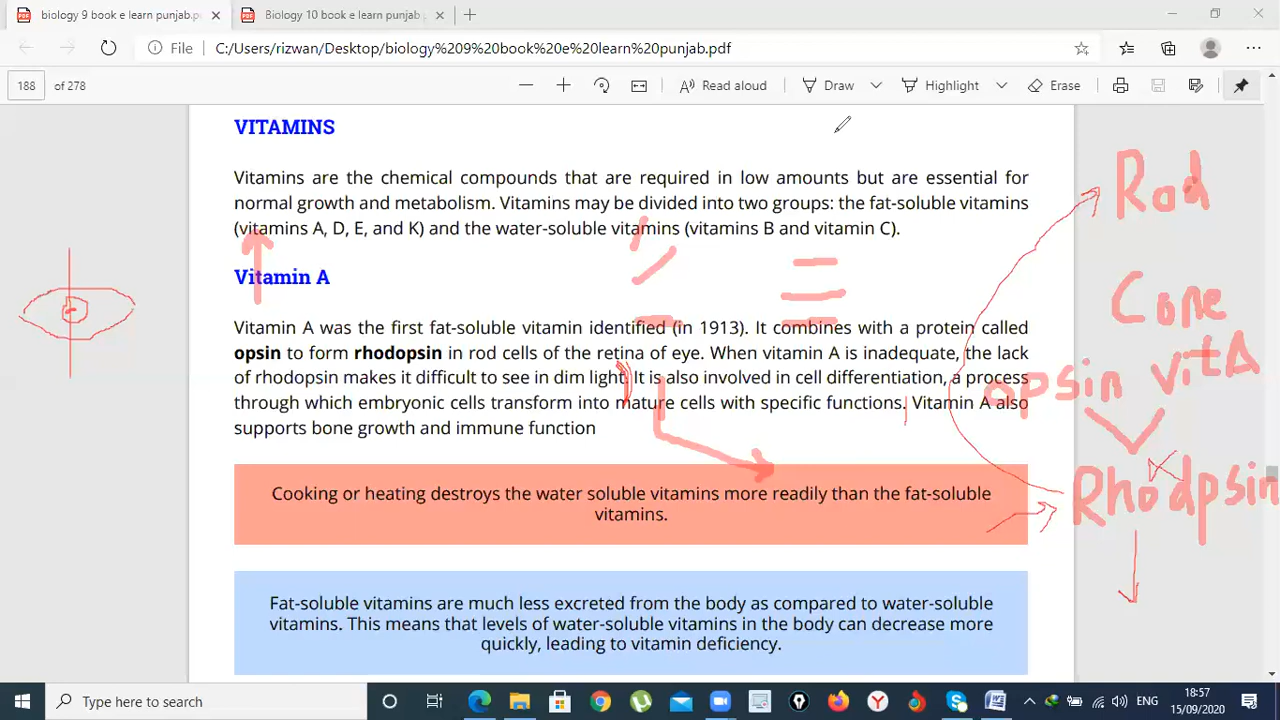 biology 9 book e learn punjab.p
Biology 10 book e learn punjab
File C:/Users/rizwan/Desktop/biology%209%20book%20e%20learn%20punjab.pdf
188 of 278 Read aloud Draw Highlight Erase
VITAMINS
Vitamins are the chemical compounds that are required in low amounts but are essential for
normal growth and metabolism. Vitamins may be divided into two groups: the fat-soluble vitamins
(vitamins A, D, E, and K) and the water-soluble vitamins (vitamins B and vitamin C).
Vitamin A
Vitamin A was the first fat-soluble vitamin identified (in 1913). It combines with a protein called
opsin to form rhodopsin in rod cells of the retina of eye. When vitamin A is inadequate, the lack
of rhodopsin makes it difficult to see in dim light. It is also involved in cell differentiation, a process
through which embryonic cells transform into mature cells with specific functions. Vitamin A also
supports bone growth and immune function
Cooking or heating destroys the water soluble vitamins more readily than the fat-soluble
vitamins.
Fat-soluble vitamins are much less excreted from the body as compared to water-soluble
vitamins. This means that levels of water-soluble vitamins in the body can decrease more
quickly, leading to vitamin deficiency.
Rod
Cone
opsin vitA
Rhodpsin
Type here to search
ENG
18:57
15/09/2020